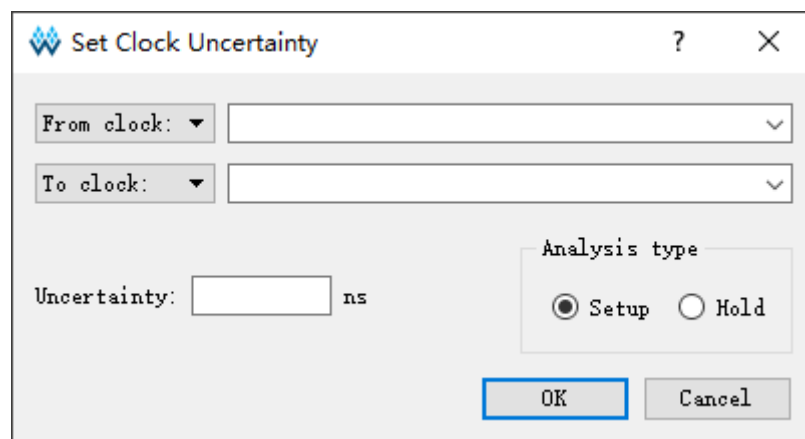 Set Clock Uncertainty ?
From clock:
To clock:
Analysis type
Uncertainty: ns
Setup Hold
OK Cancel